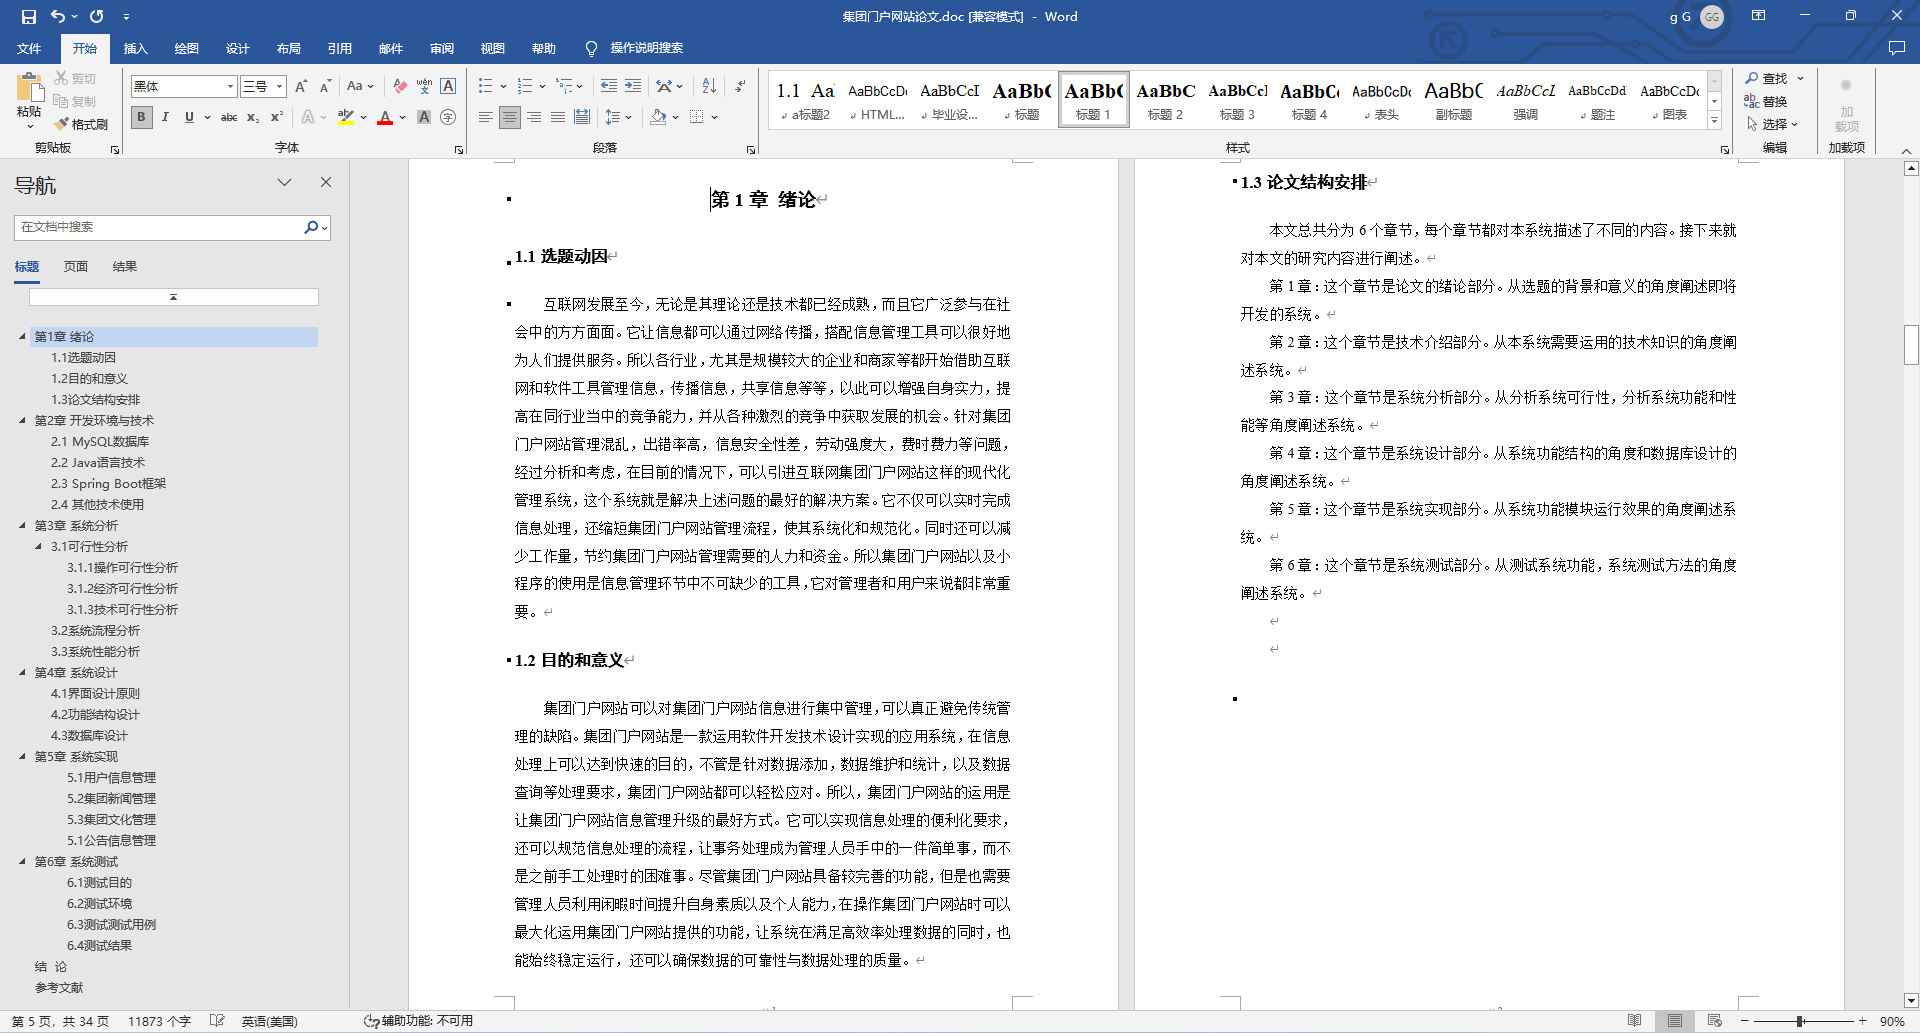 集团门户网站论文.doc [兼容模式] - Word
g G
GG
文件 开始 插入 绘图 设计 布局 引用 邮件 审阅 视图 帮助 操作说明搜索
粘贴
剪切
复制
格式刷
剪贴板
黑体 三号
字体
段落
1.1 Aa AaBbCcD AaBbCcI AaBb( AaBb( AaBbC AaBbCcI AaBbC AaBbCcD AaBbC AaBbCcL AaBbCcDd AaBbCcD
a标题2 HTML... 毕业设... 标题 标题 1 标题 2 标题 3 标题 4 表头 副标题 强调 题注 图表
样式
查找
替换
选择
编辑
加
载项
加载项
导航
在文档中搜索
标题 页面 结果
第1章 绪论
1.1选题动因
1.2目的和意义
1.3论文结构安排
第2章 开发环境与技术
2.1 MySQL数据库
2.2 Java语言技术
2.3 Spring Boot框架
2.4 其他技术使用
第3章 系统分析
3.1可行性分析
3.1.1操作可行性分析
3.1.2经济可行性分析
3.1.3技术可行性分析
3.2系统流程分析
3.3系统性能分析
第4章 系统设计
4.1界面设计原则
4.2功能结构设计
4.3数据库设计
第5章 系统实现
5.1用户信息管理
5.2集团新闻管理
5.3集团文化管理
5.1公告信息管理
第6章 系统测试
6.1测试目的
6.2测试环境
6.3测试测试用例
6.4测试结果
结 论
参考文献
第 1 章 绪论
1.1 选题动因
互联网发展至今，无论是其理论还是技术都已经成熟，而且它广泛参与在社
会中的方方面面。它让信息都可以通过网络传播，搭配信息管理工具可以很好地
为人们提供服务。所以各行业，尤其是规模较大的企业和商家等都开始借助互联
网和软件工具管理信息，传播信息，共享信息等等，以此可以增强自身实力，提
高在同行业当中的竞争能力，并从各种激烈的竞争中获取发展的机会。针对集团
门户网站管理混乱，出错率高，信息安全性差，劳动强度大，费时费力等问题，
经过分析和考虑，在目前的情况下，可以引进互联网集团门户网站这样的现代化
管理系统，这个系统就是解决上述问题的最好的解决方案。它不仅可以实时完成
信息处理，还缩短集团门户网站管理流程，使其系统化和规范化。同时还可以减
少工作量，节约集团门户网站管理需要的人力和资金。所以集团门户网站以及小
程序的使用是信息管理环节中不可缺少的工具，它对管理者和用户来说都非常重
要。
1.2 目的和意义
集团门户网站可以对集团门户网站信息进行集中管理，可以真正避免传统管
理的缺陷。集团门户网站是一款运用软件开发技术设计实现的应用系统，在信息
处理上可以达到快速的目的，不管是针对数据添加，数据维护和统计，以及数据
查询等处理要求，集团门户网站都可以轻松应对。所以，集团门户网站的运用是
让集团门户网站信息管理升级的最好方式。它可以实现信息处理的便利化要求，
还可以规范信息处理的流程，让事务处理成为管理人员手中的一件简单事，而不
是之前手工处理时的困难事。尽管集团门户网站具备较完善的功能，但是也需要
管理人员利用闲暇时间提升自身素质以及个人能力，在操作集团门户网站时可以
最大化运用集团门户网站提供的功能，让系统在满足高效率处理数据的同时，也
能始终稳定运行，还可以确保数据的可靠性与数据处理的质量。
1.3 论文结构安排
本文总共分为 6 个章节，每个章节都对本系统描述了不同的内容。接下来就
对本文的研究内容进行阐述。
第 1 章：这个章节是论文的绪论部分。从选题的背景和意义的角度阐述即将
开发的系统。
第 2 章：这个章节是技术介绍部分。从本系统需要运用的技术知识的角度阐
述系统。
第 3 章：这个章节是系统分析部分。从分析系统可行性，分析系统功能和性
能等角度阐述系统。
第 4 章：这个章节是系统设计部分。从系统功能结构的角度和数据库设计的
角度阐述系统。
第 5 章：这个章节是系统实现部分。从系统功能模块运行效果的角度阐述系
统。
第 6 章：这个章节是系统测试部分。从测试系统功能，系统测试方法的角度
阐述系统。
第 5 页，共 34 页 11873 个字 英语(美国) 辅助功能: 不可用 90%